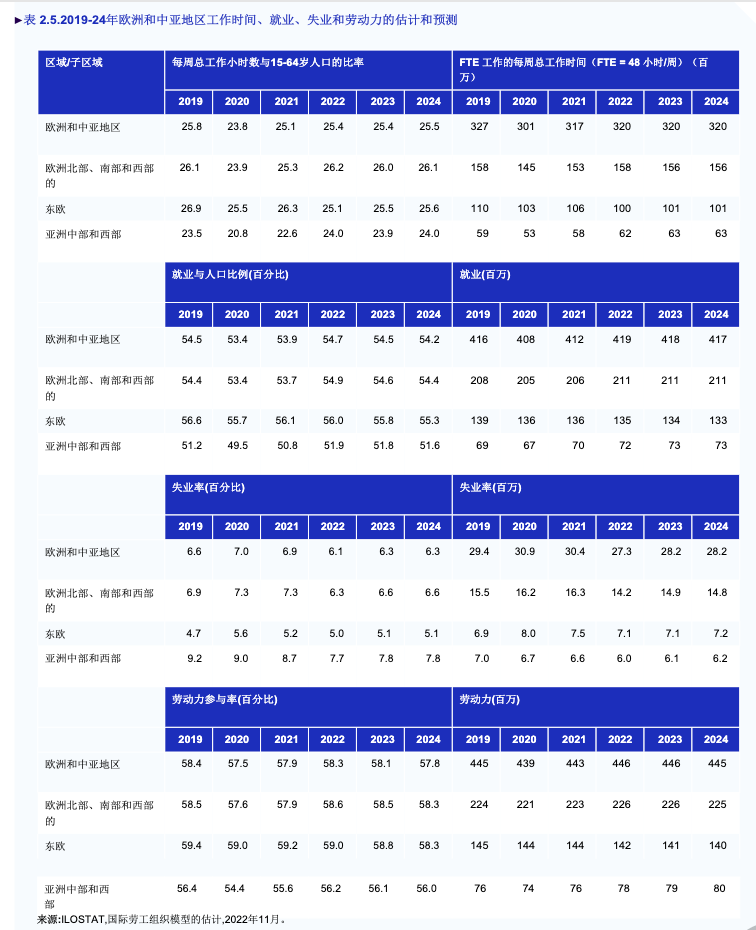 ▸表 2.5.2019-24年欧洲和中亚地区工作时间、就业、失业和劳动力的估计和预测
区域/子区域 每周总工作小时数与15-64岁人口的比率 FTE 工作的每周总工作时间（FTE = 48 小时/周）（百
万）
2019 2020 2021 2022 2023 2024 2019 2020 2021 2022 2023 2024
欧洲和中亚地区 25.8 23.8 25.1 25.4 25.4 25.5 327 301 317 320 320 320
欧洲北部、南部和西部 26.1 23.9 25.3 26.2 26.0 26.1 158 145 153 158 156 156
的
东欧 26.9 25.5 26.3 25.1 25.5 25.6 110 103 106 100 101 101
亚洲中部和西部 23.5 20.8 22.6 24.0 23.9 24.0 59 53 58 62 63 63
就业与人口比例(百分比) 就业(百万)
2019 2020 2021 2022 2023 2024 2019 2020 2021 2022 2023 2024
欧洲和中亚地区 54.5 53.4 53.9 54.7 54.5 54.2 416 408 412 419 418 417
欧洲北部、南部和西部 54.4 53.4 53.7 54.9 54.6 54.4 208 205 206 211 211 211
的
东欧 56.6 55.7 56.1 56.0 55.8 55.3 139 136 136 135 134 133
亚洲中部和西部 51.2 49.5 50.8 51.9 51.8 51.6 69 67 70 72 73 73
失业率(百分比) 失业率(百万)
2019 2020 2021 2022 2023 2024 2019 2020 2021 2022 2023 2024
欧洲和中亚地区 6.6 7.0 6.9 6.1 6.3 6.3 29.4 30.9 30.4 27.3 28.2 28.2
欧洲北部、南部和西部 6.9 7.3 7.3 6.3 6.6 6.6 15.5 16.2 16.3 14.2 14.9 14.8
的
东欧 4.7 5.6 5.2 5.0 5.1 5.1 6.9 8.0 7.5 7.1 7.1 7.2
亚洲中部和西部 9.2 9.0 8.7 7.7 7.8 7.8 7.0 6.7 6.6 6.0 6.1 6.2
劳动力参与率(百分比) 劳动力(百万)
2019 2020 2021 2022 2023 2024 2019 2020 2021 2022 2023 2024
欧洲和中亚地区 58.4 57.5 57.9 58.3 58.1 57.8 445 439 443 446 446 445
欧洲北部、南部和西部 58.5 57.6 57.9 58.6 58.5 58.3 224 221 223 226 226 225
的
东欧 59.4 59.0 59.2 59.0 58.8 58.3 145 144 144 142 141 140
亚洲中部和西 56.4 54.4 55.6 56.2 56.1 56.0 76 74 76 78 79 80
部
来源:ILOSTAT,国际劳工组织模型的估计,2022年11月。